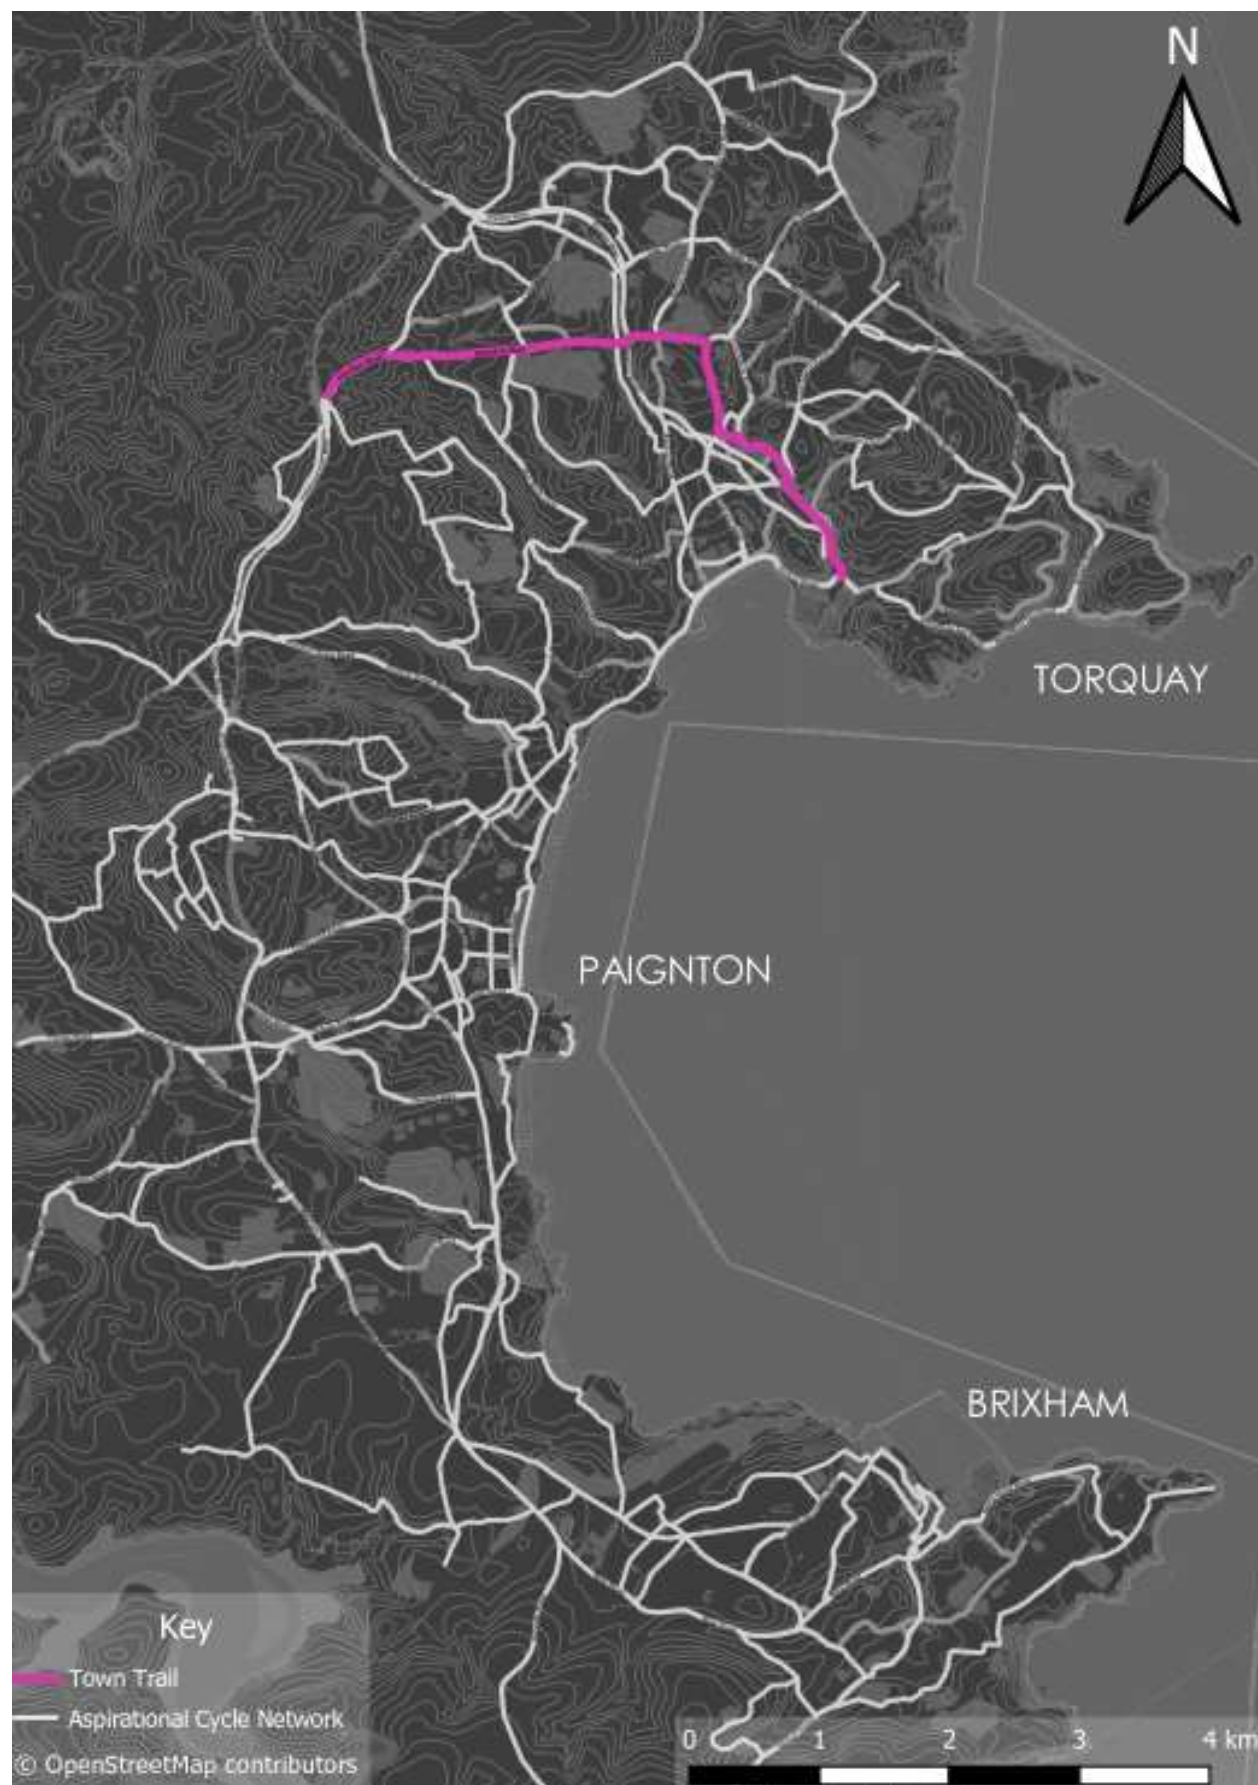 N
TORQUAY
PAIGNTON
BRIXHAM
Key
Town Trail
Aspirational Cycle Network
© OpenStreetMap contributors
0 1 2 3 4 km